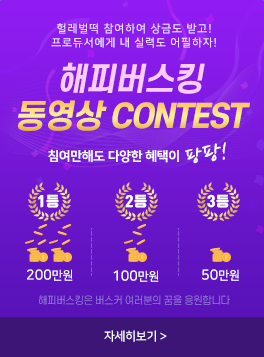 헐레벌떡 참여하여 상금도 받고!
프로듀서에게 내 실력도 어필하자!
해피버스킹
동영상 CONTEST
참여만해도 다양한 혜택이 팡팡!
1등 2등 3등
200만원 100만원 50만원
해피버스킹은 버스커 여러분의 꿈을 응원합니다
자세히보기 >